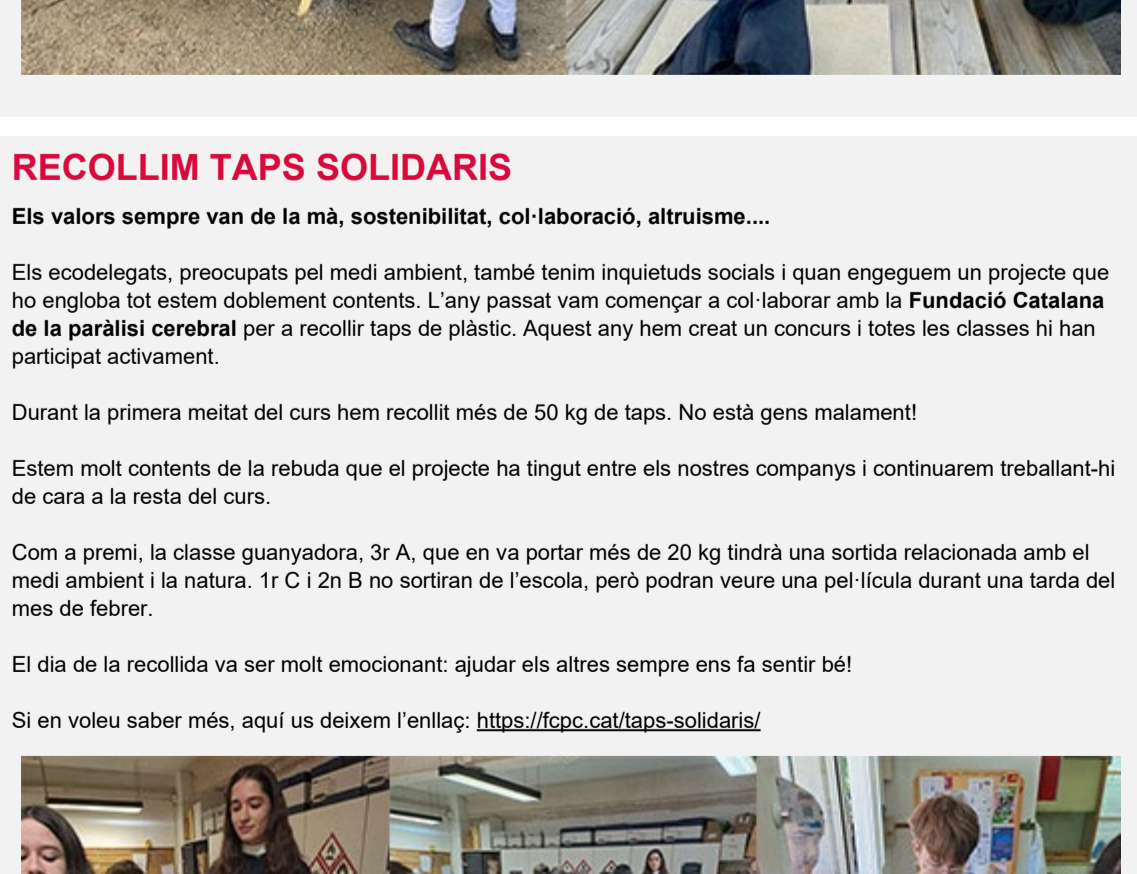 RECOLLIM TAPS SOLIDARIS
Els valors sempre van de la mà, sostenibilitat, col·laboració, altruisme....
Els ecodelegats, preocupats pel medi ambient, també tenim inquietuds socials i quan engeguem un projecte que
ho engloba tot estem doblement contents. L’any passat vam començar a col·laborar amb la Fundació Catalana
de la paràlisi cerebral per a recollir taps de plàstic. Aquest any hem creat un concurs i totes les classes hi han
participat activament.
Durant la primera meitat del curs hem recollit més de 50 kg de taps. No està gens malament!
Estem molt contents de la rebuda que el projecte ha tingut entre els nostres companys i continuarem treballant-hi
de cara a la resta del curs.
Com a premi, la classe guanyadora, 3r A, que en va portar més de 20 kg tindrà una sortida relacionada amb el
medi ambient i la natura. 1r C i 2n B no sortiran de l’escola, però podran veure una pel·lícula durant una tarda del
mes de febrer.
El dia de la recollida va ser molt emocionant: ajudar els altres sempre ens fa sentir bé!
Si en voleu saber més, aquí us deixem l’enllaç: https://fcpc.cat/taps-solidaris/